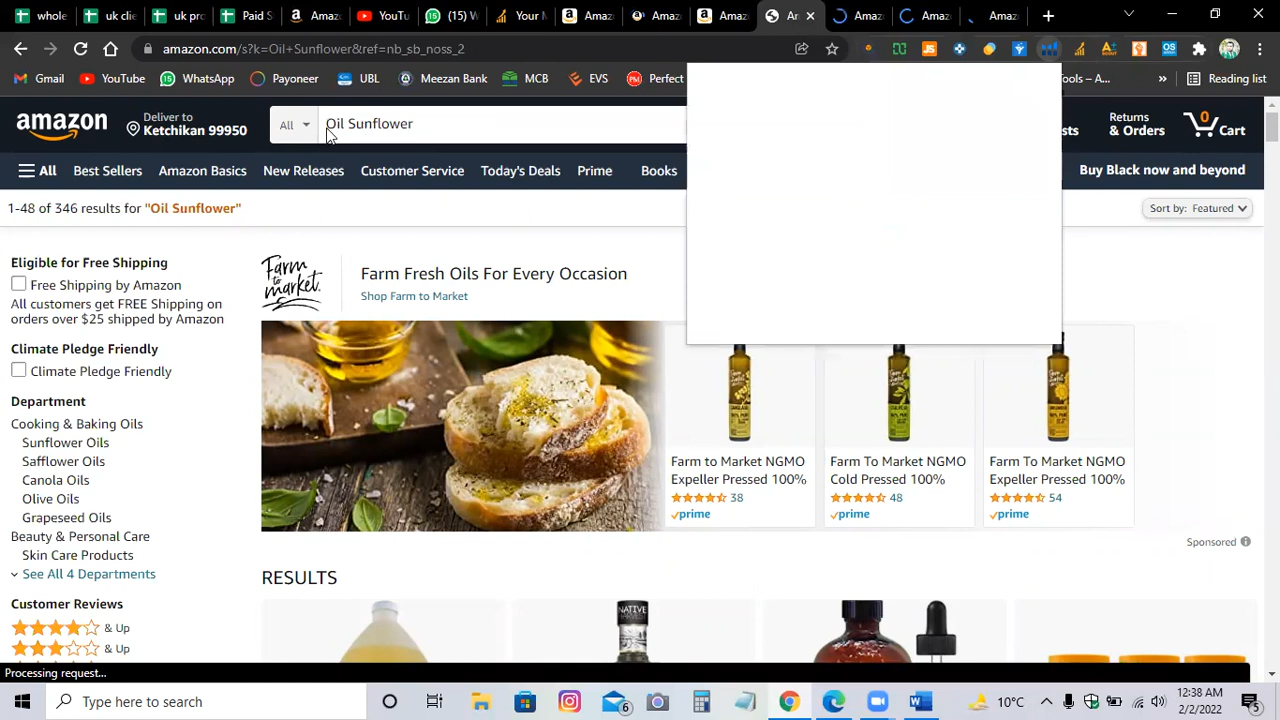 whole
uk clie
uk pro
Paid S
Amaz
YouTu
(15) W
Your M
Amaz
Amaz
Amaz
Ar
Amaz
Amaz
Amaz
amazon.com/s?k=Oil+Sunflower&ref=nb_sb_noss_2
Gmail
YouTube
WhatsApp
Payoneer
UBL
Meezan Bank
MCB
EVS
Perfect
ools – A...
Reading list
amazon
Deliver to
Ketchikan 99950
All
Oil Sunflower
sts
Returns
& Orders
Cart
All
Best Sellers
Amazon Basics
New Releases
Customer Service
Today's Deals
Prime
Books
Buy Black now and beyond
1-48 of 346 results for "Oil Sunflower"
Sort by: Featured
Eligible for Free Shipping
Free Shipping by Amazon
All customers get FREE Shipping on
orders over $25 shipped by Amazon
Climate Pledge Friendly
Climate Pledge Friendly
Department
Cooking & Baking Oils
Sunflower Oils
Safflower Oils
Canola Oils
Olive Oils
Grapeseed Oils
Beauty & Personal Care
Skin Care Products
See All 4 Departments
Customer Reviews
& Up
& Up
Farm
to
market.
Farm Fresh Oils For Every Occasion
Shop Farm to Market
Farm to Market NGMO
Expeller Pressed 100%
38
prime
Farm To Market NGMO
Cold Pressed 100%
48
prime
Farm To Market NGMO
Expeller Pressed 100%
54
prime
Sponsored
RESULTS
NATIVE
Processing request...
Type here to search
6
10°C
12:38 AM
2/2/2022
5